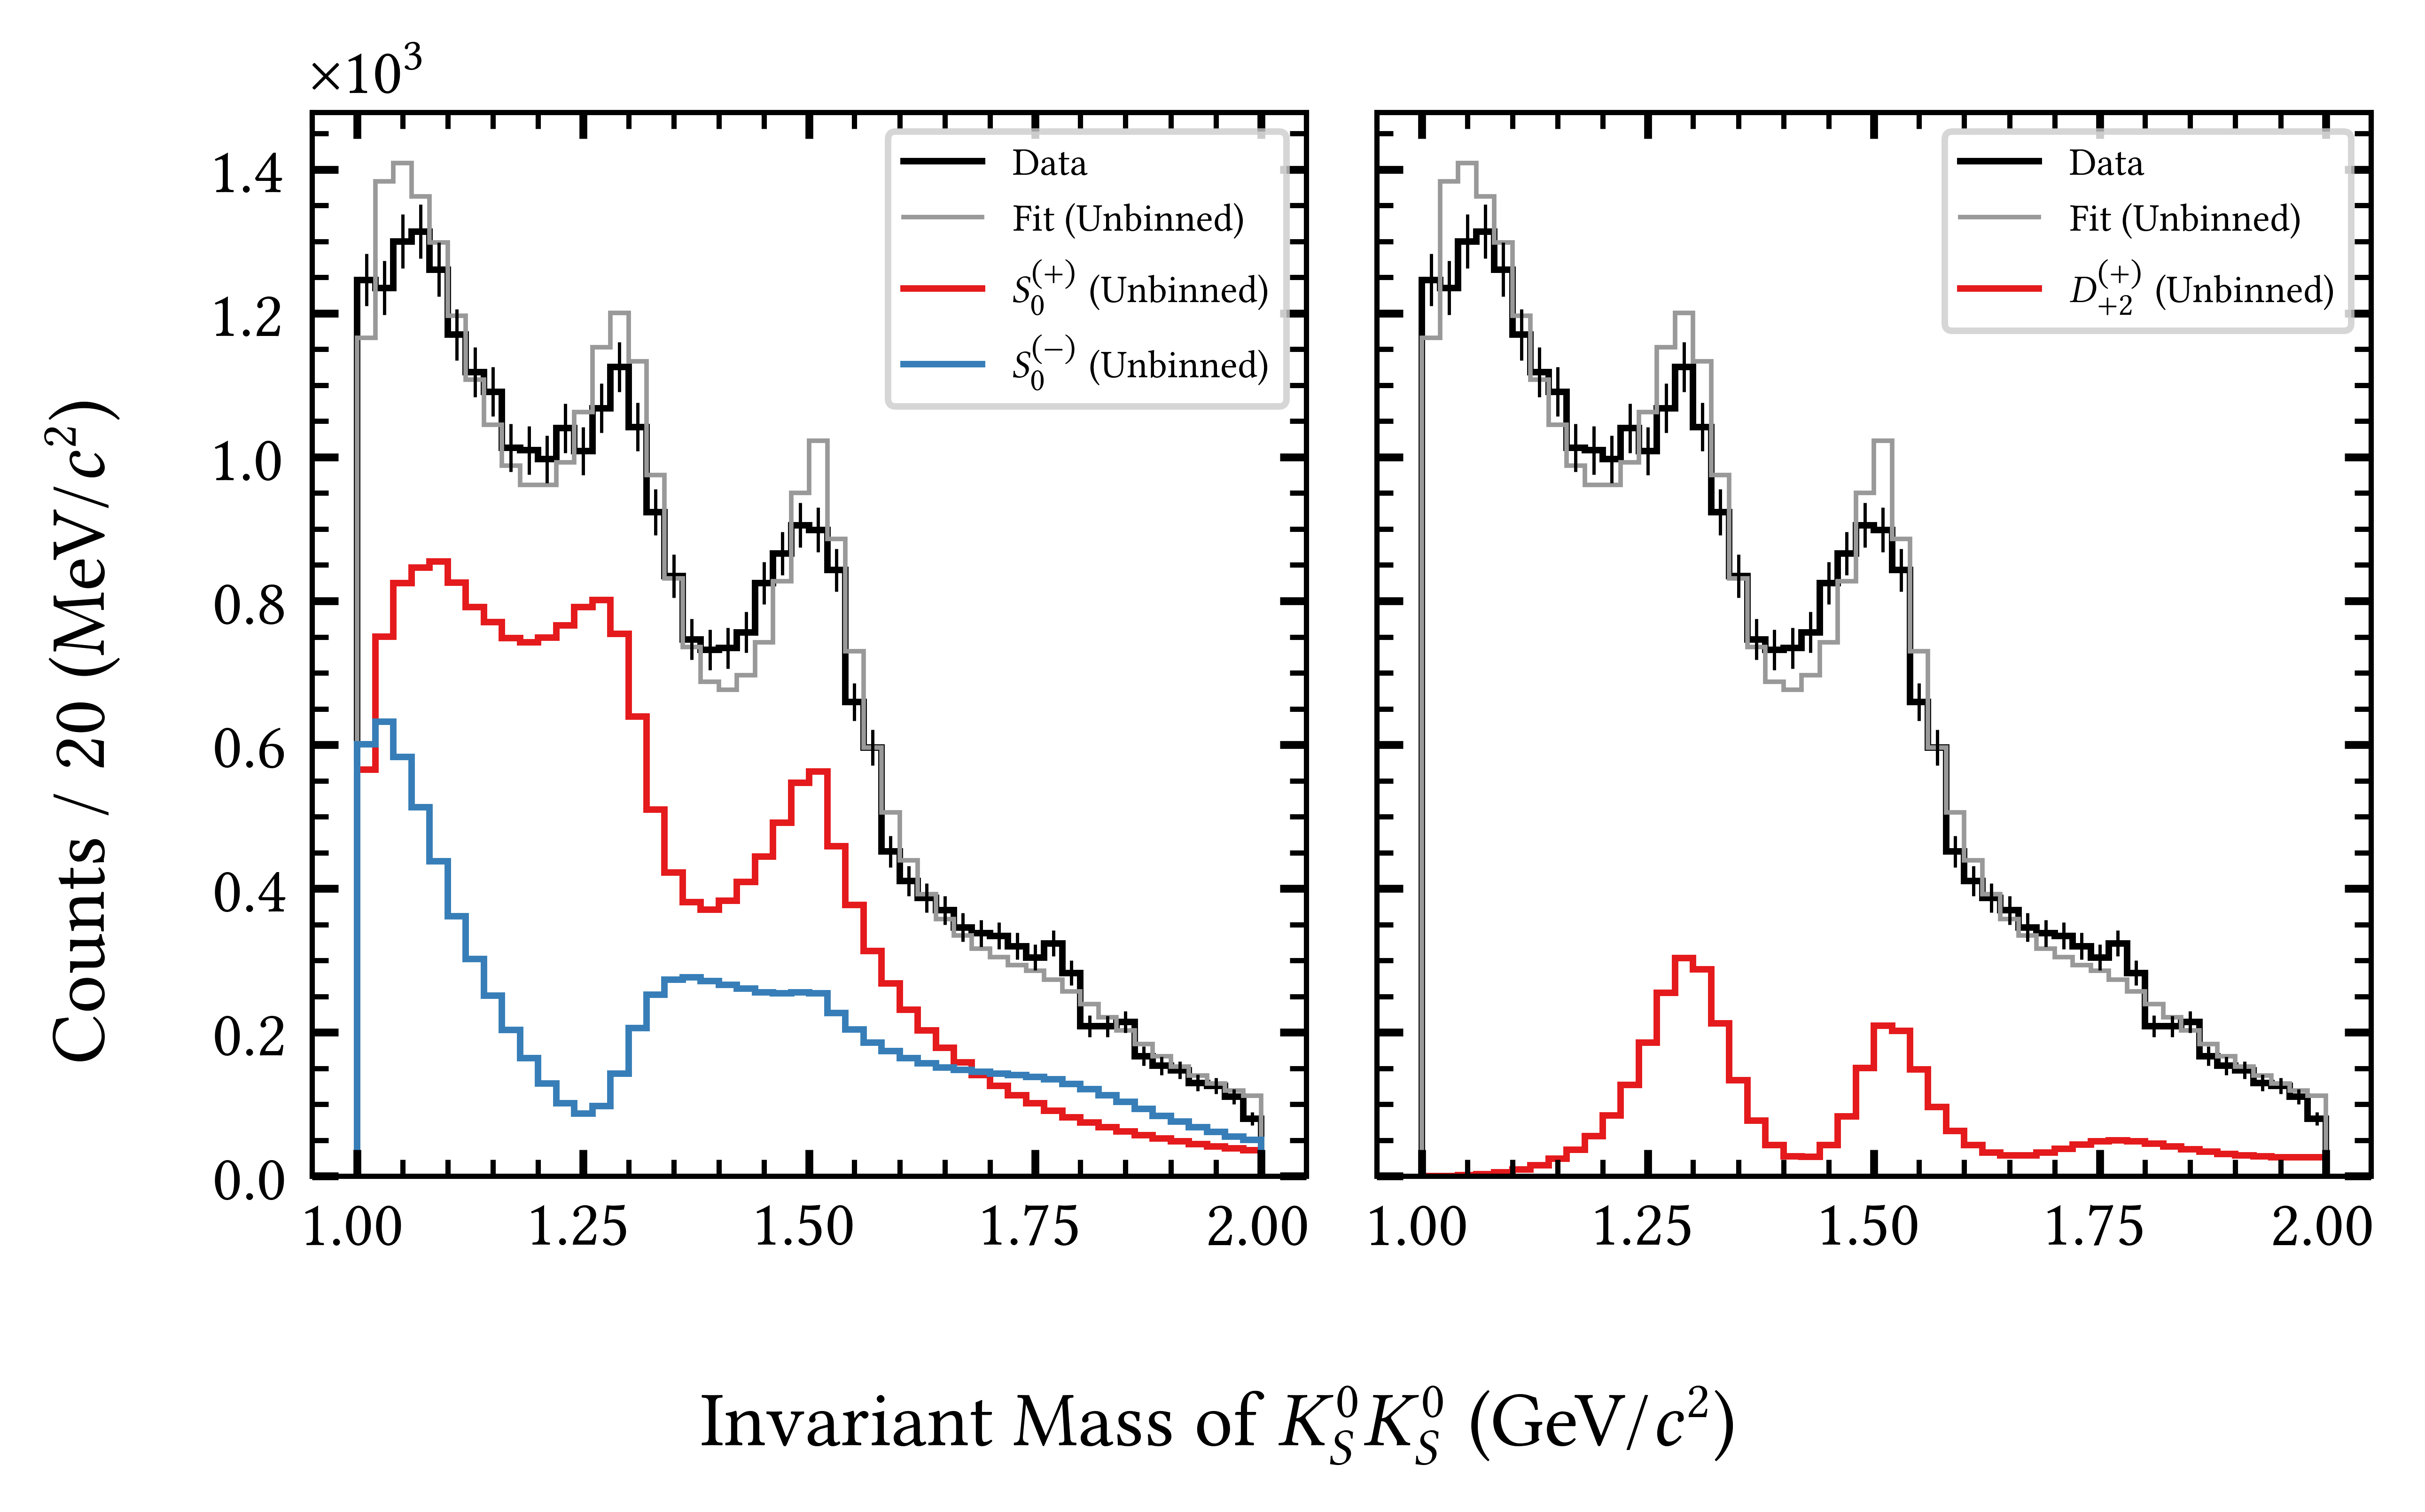 ×10³
Counts / 20 (MeV/c²)
1.4
1.2
1.0
0.8
0.6
0.4
0.2
0.0
Data
Fit (Unbinned)
S₀⁽⁺⁾ (Unbinned)
S₀⁽⁻⁾ (Unbinned)
1.00 1.25 1.50 1.75 2.00
Data
Fit (Unbinned)
D₊₂⁽⁺⁾ (Unbinned)
1.00 1.25 1.50 1.75 2.00
Invariant Mass of K_S⁰K_S⁰ (GeV/c²)